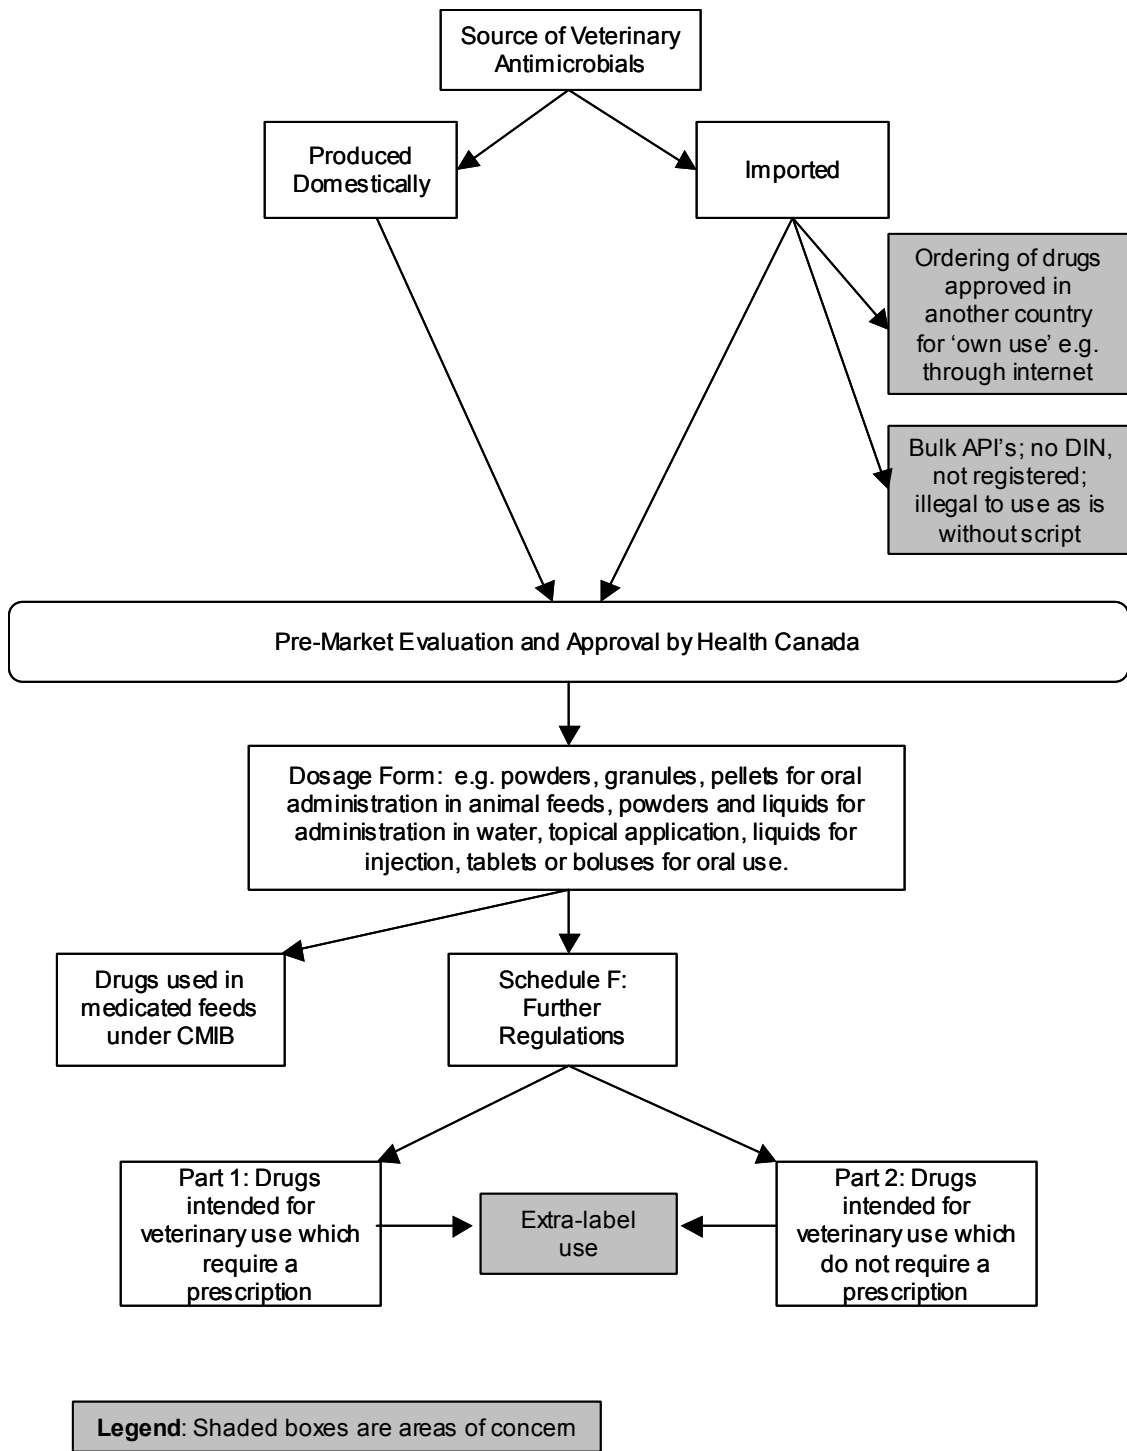 Source of Veterinary
Antimicrobials
Produced
Domestically
Imported
Ordering of drugs
approved in
another country
for ‘own use’ e.g.
through internet
Bulk API's; no DIN,
not registered;
illegal to use as is
without script
Pre-Market Evaluation and Approval by Health Canada
Dosage Form: e.g. powders, granules, pellets for oral
administration in animal feeds, powders and liquids for
administration in water, topical application, liquids for
injection, tablets or boluses for oral use.
Drugs used in
medicated feeds
under CMIB
Schedule F:
Further
Regulations
Part 1: Drugs
intended for
veterinary use which
require a
prescription
Extra-label
use
Part 2: Drugs
intended for
veterinary use which
do not require a
prescription
Legend: Shaded boxes are areas of concern